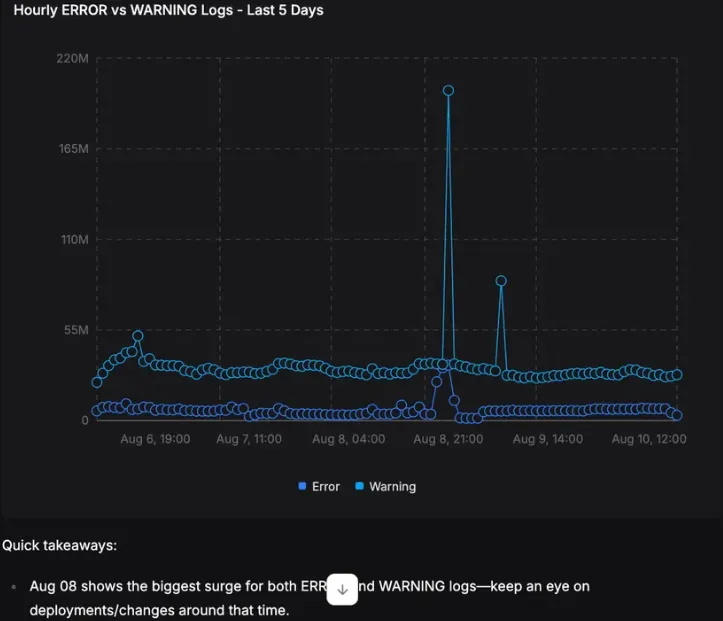 Hourly ERROR vs WARNING Logs - Last 5 Days
220M
165M
110M
55M
0
Aug 6, 19:00 Aug 7, 11:00 Aug 8, 04:00 Aug 8, 21:00 Aug 9, 14:00 Aug 10, 12:00
Error Warning
Quick takeaways:
Aug 08 shows the biggest surge for both ERR nd WARNING logs—keep an eye on
deployments/changes around that time.